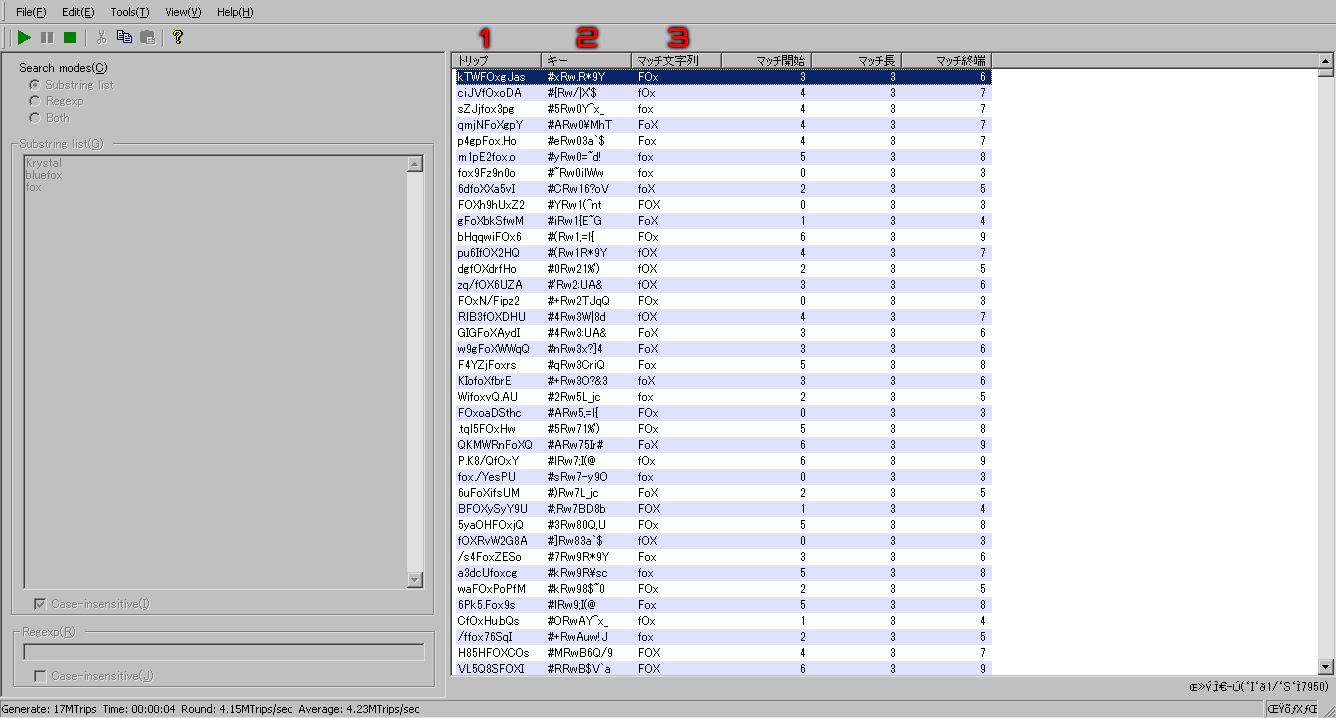 File(F) Edit(E) Tools(T) View(V) Help(H)
1 2 3
Search modes(C)
Substring list
Regexp
Both
Substring list(G)
Krystal
bluefox
fox
Case-insensitive(I)
Regexp(R)
Case-insensitive(J)
トリップ キー マッチ文字列 マッチ開始 マッチ長 マッチ終端
kTWFOxgJas #xRw.R*9Y FOx 3 3 6
ciJVfOxoDA #[Rw/|X'$ fOx 4 3 7
sZJjfox3pg #5Rw0Y^x_ fox 4 3 7
qmjNFoXgpY #ARw0¥MhT FoX 4 3 7
p4gpFox.Ho #eRw03a`$ Fox 4 3 7
m1pE2fox.o #yRw0=~d! fox 5 3 8
fox9Fz9n0o #~Rw0ilWw fox 0 3 3
6dfoXXa5vI #CRw16?oV foX 2 3 5
FOXh9hUxZ2 #YRw1(^nt FOX 0 3 3
gFoXbkSfwM #iRw1{E~G FoX 1 3 4
bHqqwiFOx6 #(Rw1,=I[ FOx 6 3 9
pu6IfOX2HQ #(Rw1R*9Y fOX 4 3 7
dgfOXdrfHo #0Rw21%') fOX 2 3 5
zq/fOX6UZA #'Rw2:UA& fOX 3 3 6
FOxN/Fipz2 #+Rw2TJqQ FOx 0 3 3
RIB3fOXDHU #4Rw3W|8d fOX 4 3 7
GIGFoXAydI #4Rw3:UA& FoX 3 3 6
w9gFoXWWqQ #nRw3x?]4 FoX 3 3 6
F4YZjFoxrs #qRw3CriQ Fox 5 3 8
KIofoXfbrE #+Rw3O?&3 foX 3 3 6
WifoxvQ.AU #2Rw5L_jc fox 2 3 5
FOxoaDSthc #ARw5,=I[ FOx 0 3 3
.tqI5FOxHw #5Rw71%') FOx 5 3 8
QKMWRnFoXQ #ARw75Ir# FoX 6 3 9
P.K8/QfOxY #IRw7;I(@ fOx 6 3 9
fox./YesPU #sRw7-y9O fox 0 3 3
6uFoXifsUM #)Rw7L_jc FoX 2 3 5
BFOXySyY9U #;Rw7BD8b FOX 1 3 4
5yaOHFOxjQ #3Rw80Q,U FOx 5 3 8
fOXRvW2G8A #]Rw83a`$ fOX 0 3 3
/s4FoxZESo #7Rw9R*9Y Fox 3 3 6
a3dcUfoxcg #kRw9R¥sc fox 5 3 8
waFOxPoPfM #kRw98$~0 FOx 2 3 5
6Pk5.Fox9s #IRw9;I(@ Fox 5 3 8
CfOxHu.bQs #ORwAY^x_ fOx 1 3 4
/ffox76SqI #+RwAuw!J fox 2 3 5
H85HFOXCOs #MRwB6Q/9 FOX 4 3 7
VL5Q8SFOXI #RRwB$V`a FOX 6 3 9
Generate: 17MTrips Time: 00:00:04 Round: 4.15MTrips/sec Average: 4.23MTrips/sec